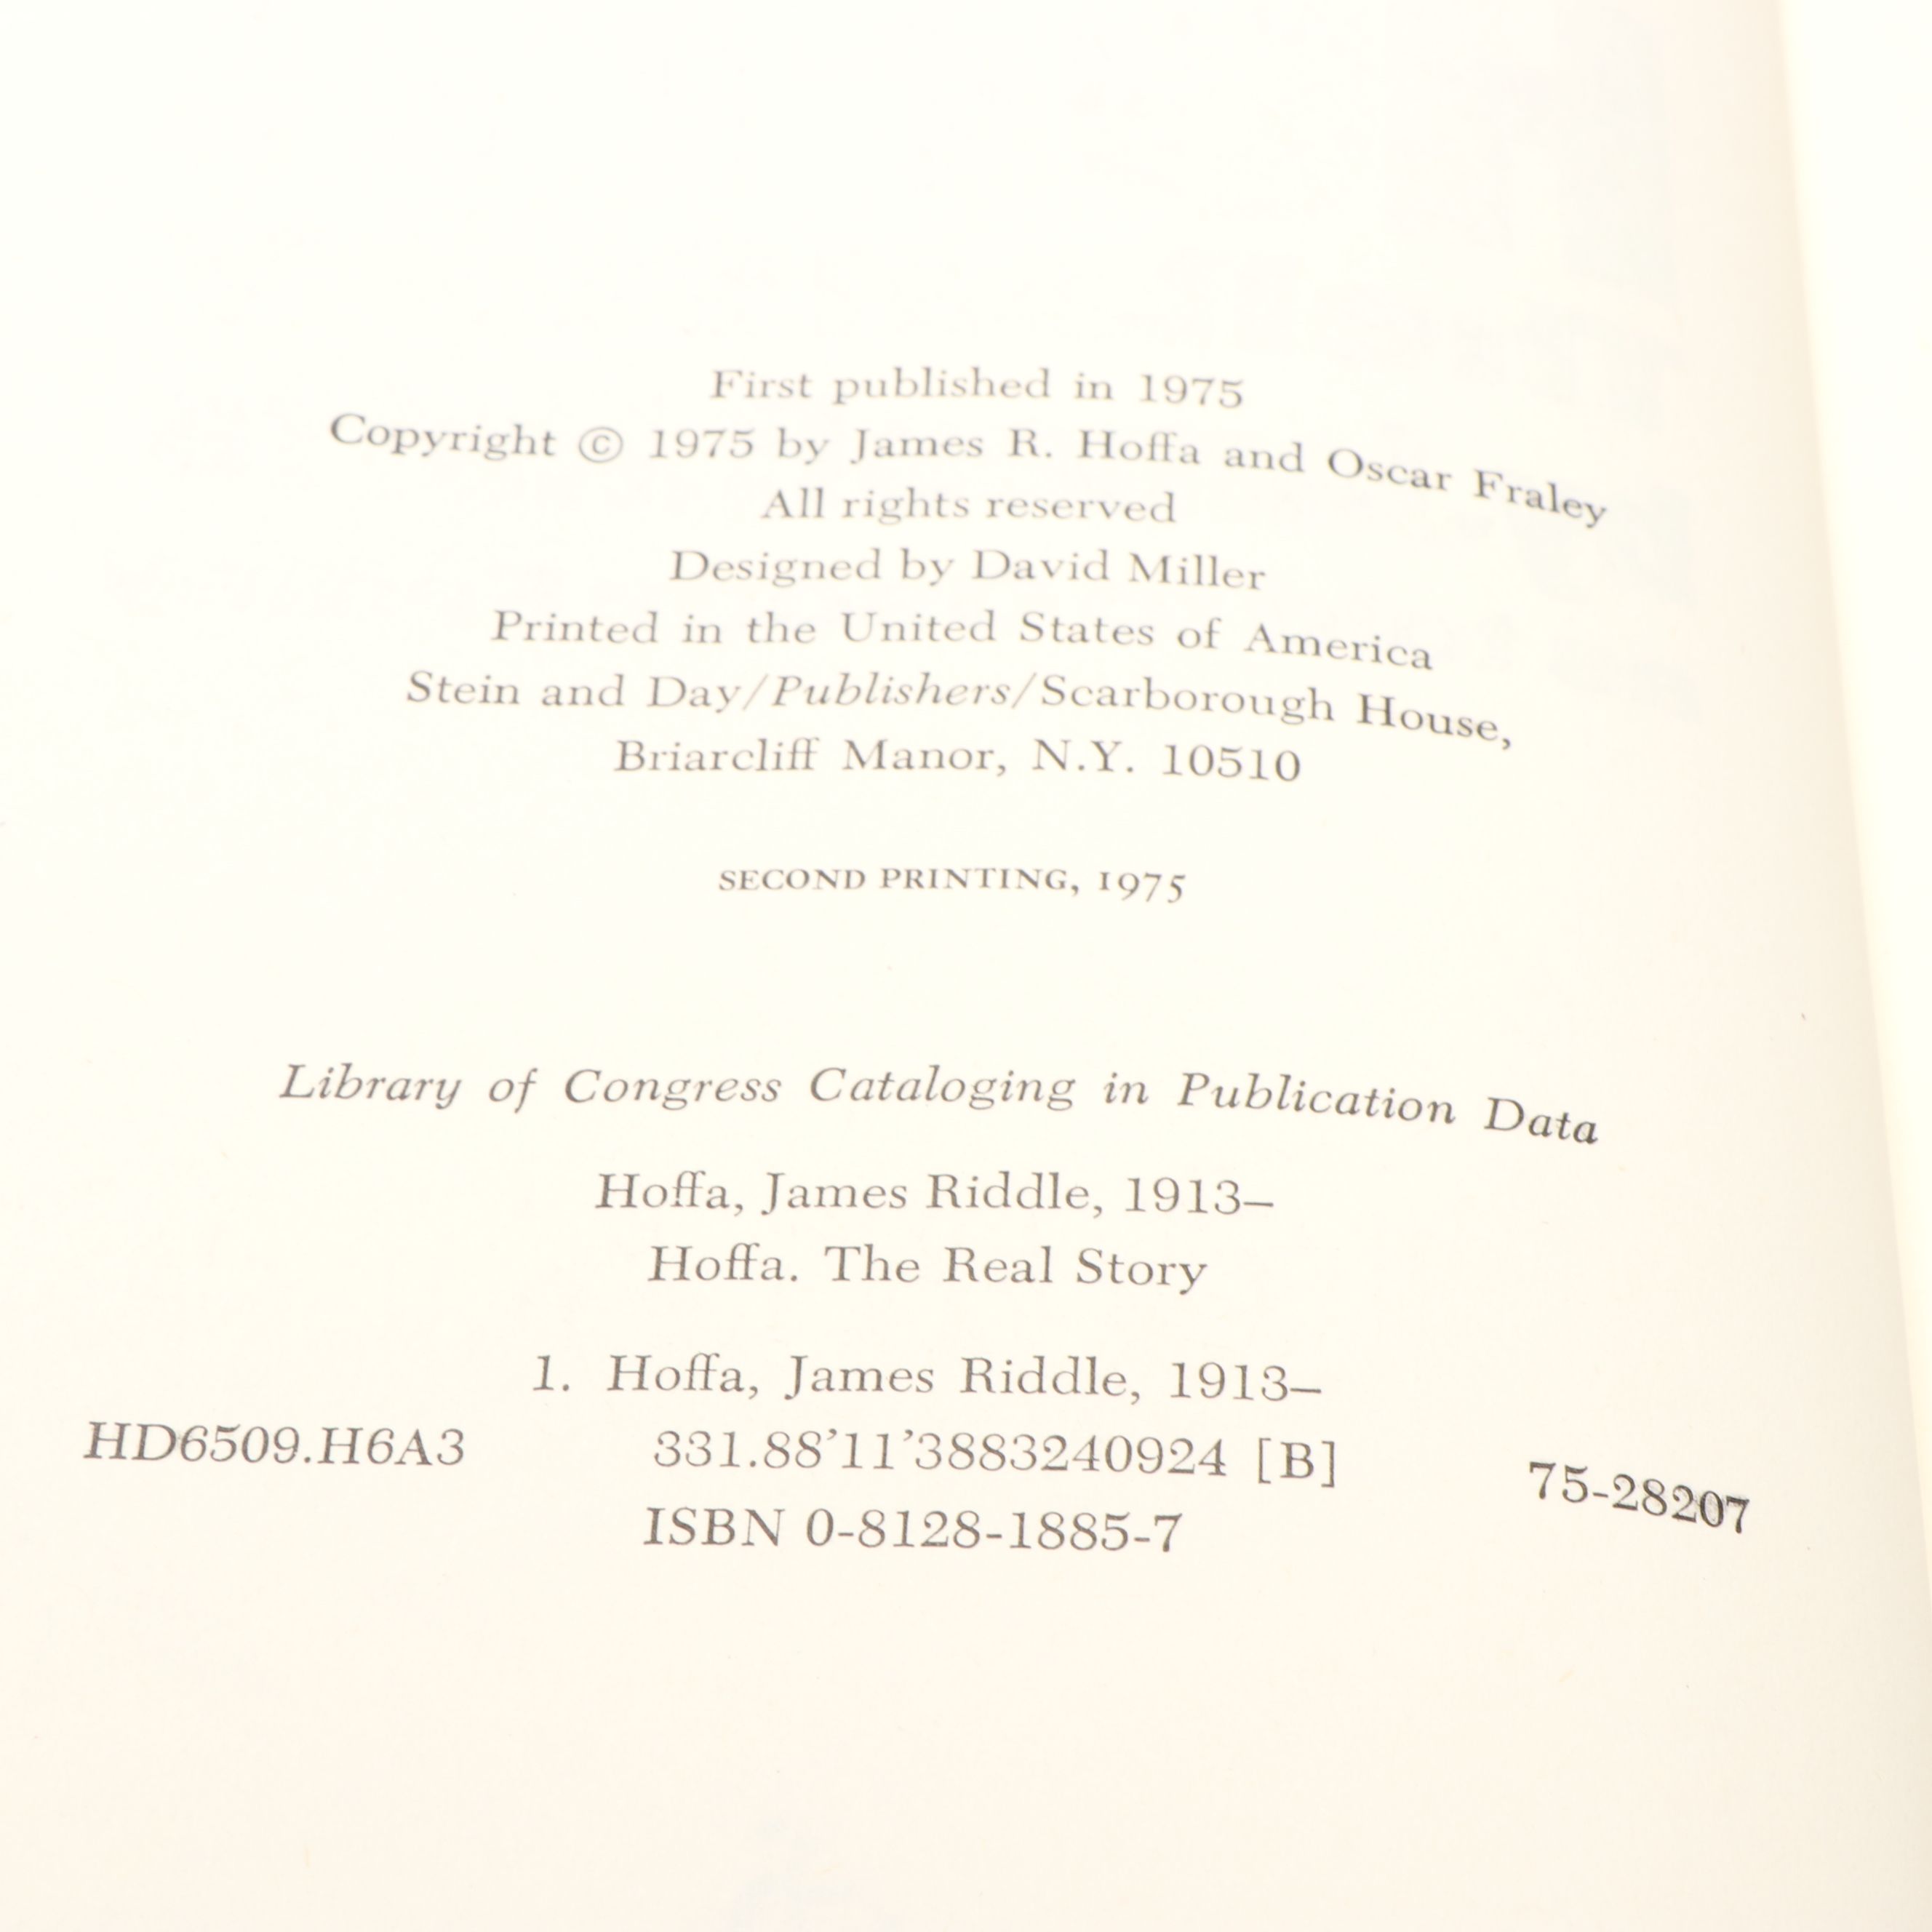 First published in 1975
Copyright © 1975 by James R. Hoffa and Oscar Fraley
All rights reserved
Designed by David Miller
Printed in the United States of America
Stein and Day/Publishers/Scarborough House,
Briarcliff Manor, N.Y. 10510
SECOND PRINTING, 1975
Library of Congress Cataloging in Publication Data
Hoffa, James Riddle, 1913–
Hoffa. The Real Story
1. Hoffa, James Riddle, 1913–
HD6509.H6A3 331.88’11’3883240924 [B] 75-28207
ISBN 0-8128-1885-7